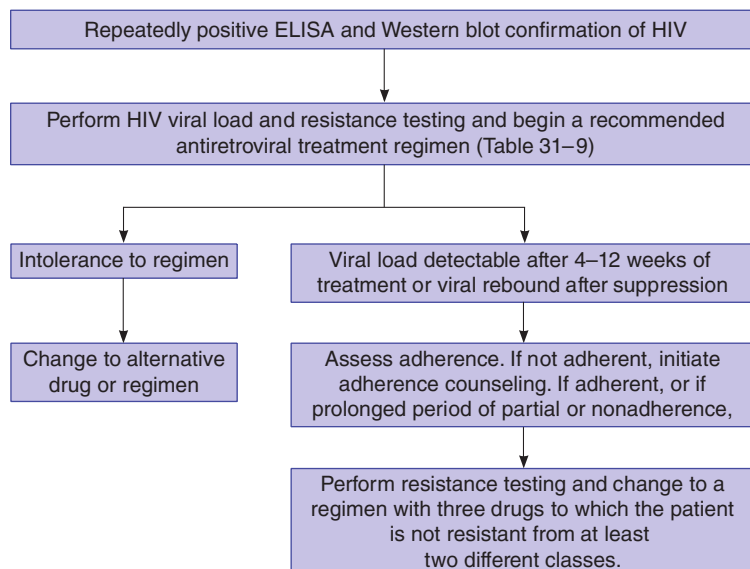 Repeatedly positive ELISA and Western blot confirmation of HIV
Perform HIV viral load and resistance testing and begin a recommended
antiretroviral treatment regimen (Table 31–9)
Intolerance to regimen
Change to alternative
drug or regimen
Viral load detectable after 4–12 weeks of
treatment or viral rebound after suppression
Assess adherence. If not adherent, initiate
adherence counseling. If adherent, or if
prolonged period of partial or nonadherence,
Perform resistance testing and change to a
regimen with three drugs to which the patient
is not resistant from at least
two different classes.